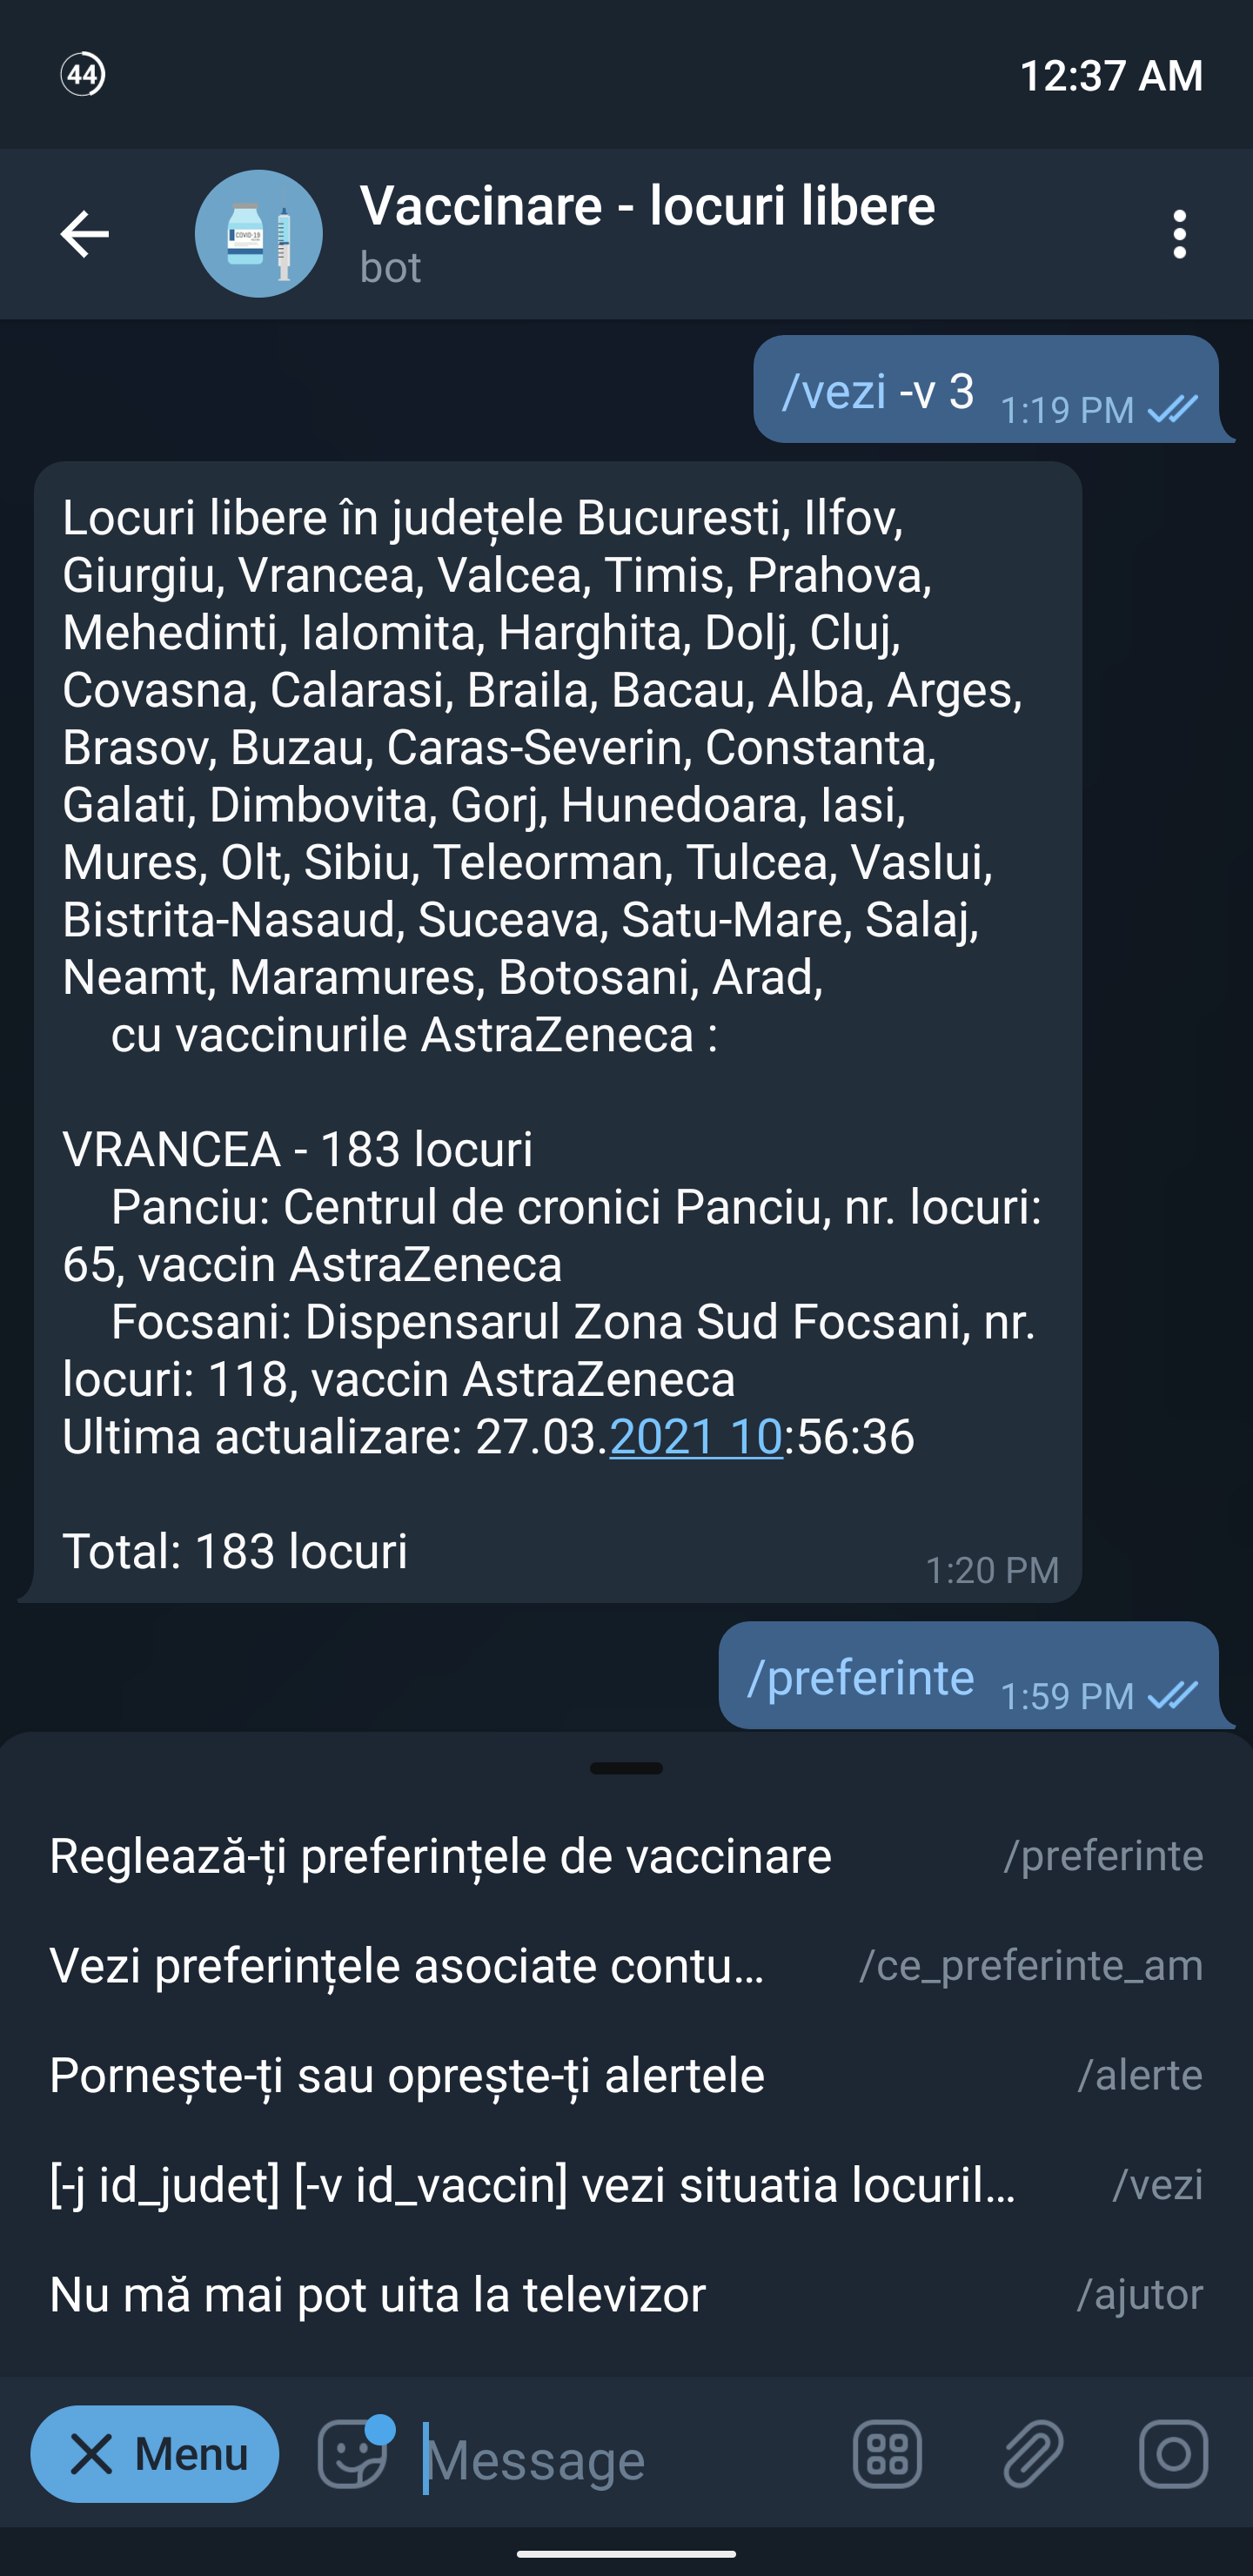 44
12:37 AM
Vaccinare - locuri libere
bot
COVID-19
/vezi -v 3 1:19 PM
Locuri libere în județele Bucuresti, Ilfov,
Giurgiu, Vrancea, Valcea, Timis, Prahova,
Mehedinti, Ialomita, Harghita, Dolj, Cluj,
Covasna, Calarasi, Braila, Bacau, Alba, Arges,
Brasov, Buzau, Caras-Severin, Constanta,
Galati, Dimbovita, Gorj, Hunedoara, Iasi,
Mures, Olt, Sibiu, Teleorman, Tulcea, Vaslui,
Bistrita-Nasaud, Suceava, Satu-Mare, Salaj,
Neamt, Maramures, Botosani, Arad,
cu vaccinurile AstraZeneca :
VRANCEA - 183 locuri
Panciu: Centrul de cronici Panciu, nr. locuri:
65, vaccin AstraZeneca
Focsani: Dispensarul Zona Sud Focsani, nr.
locuri: 118, vaccin AstraZeneca
Ultima actualizare: 27.03.2021 10:56:36
Total: 183 locuri
1:20 PM
/preferinte 1:59 PM
Reglează-ți preferințele de vaccinare /preferinte
Vezi preferințele asociate contu... /ce_preferinte_am
Pornește-ți sau oprește-ți alertele /alerte
[-j id_judet] [-v id_vaccin] vezi situatia locuril... /vezi
Nu mă mai pot uita la televizor /ajutor
Menu
Message